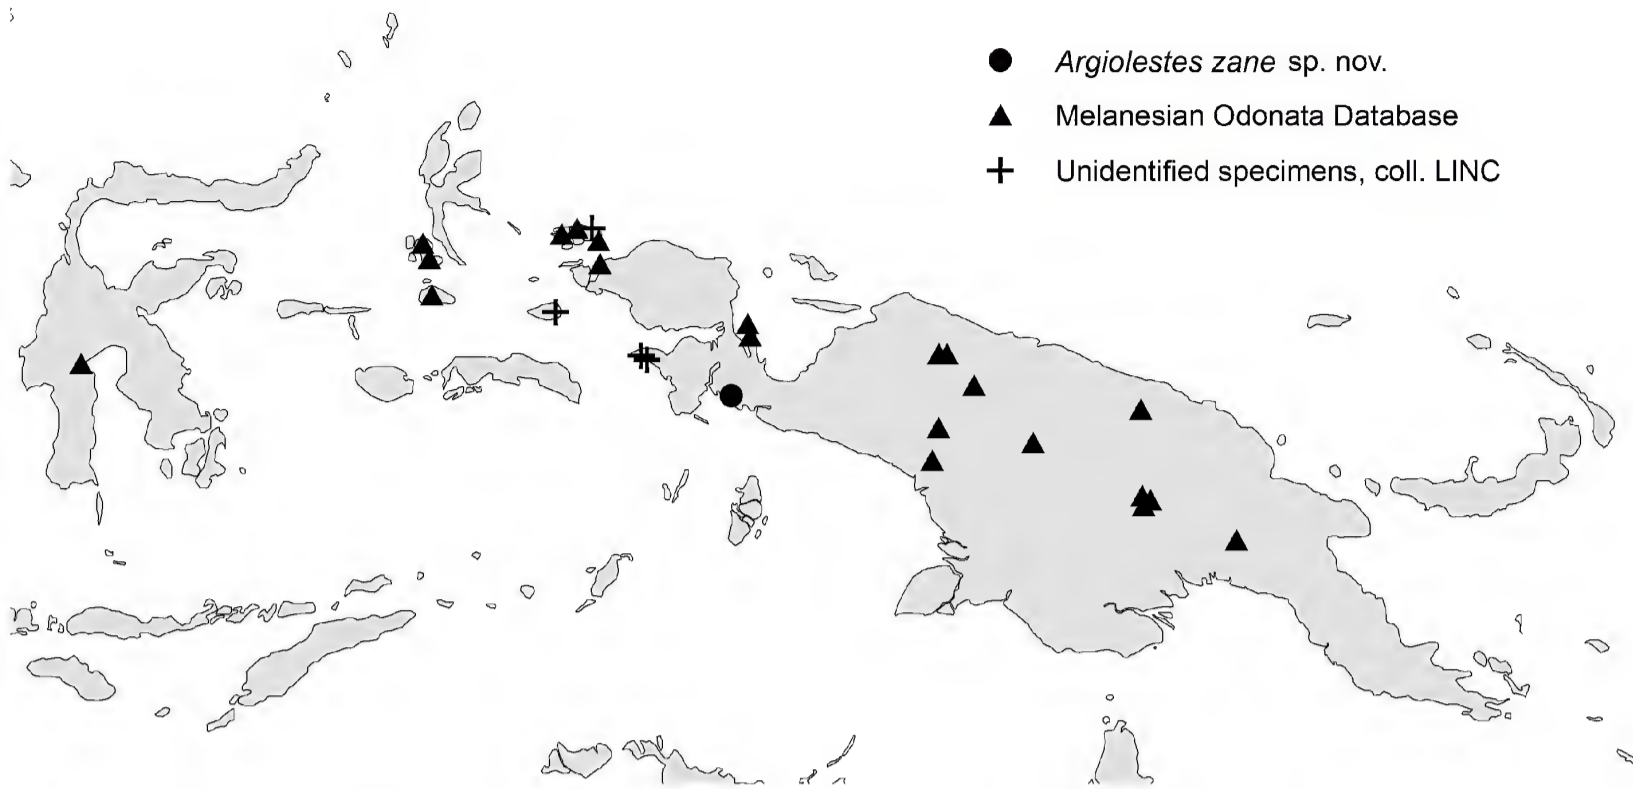 Argiolestes zane sp. nov.
Melanesian Odonata Database
Unidentified specimens, coll. LINC